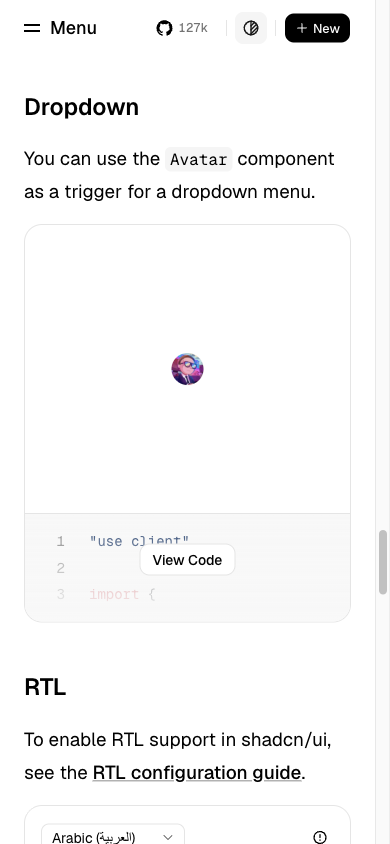 Menu 127k New
Dropdown
You can use the Avatar component
as a trigger for a dropdown menu.
1 "use client"
2
View Code
3 import {
RTL
To enable RTL support in shadcn/ui,
see the RTL configuration guide.
Arabic (العربية)